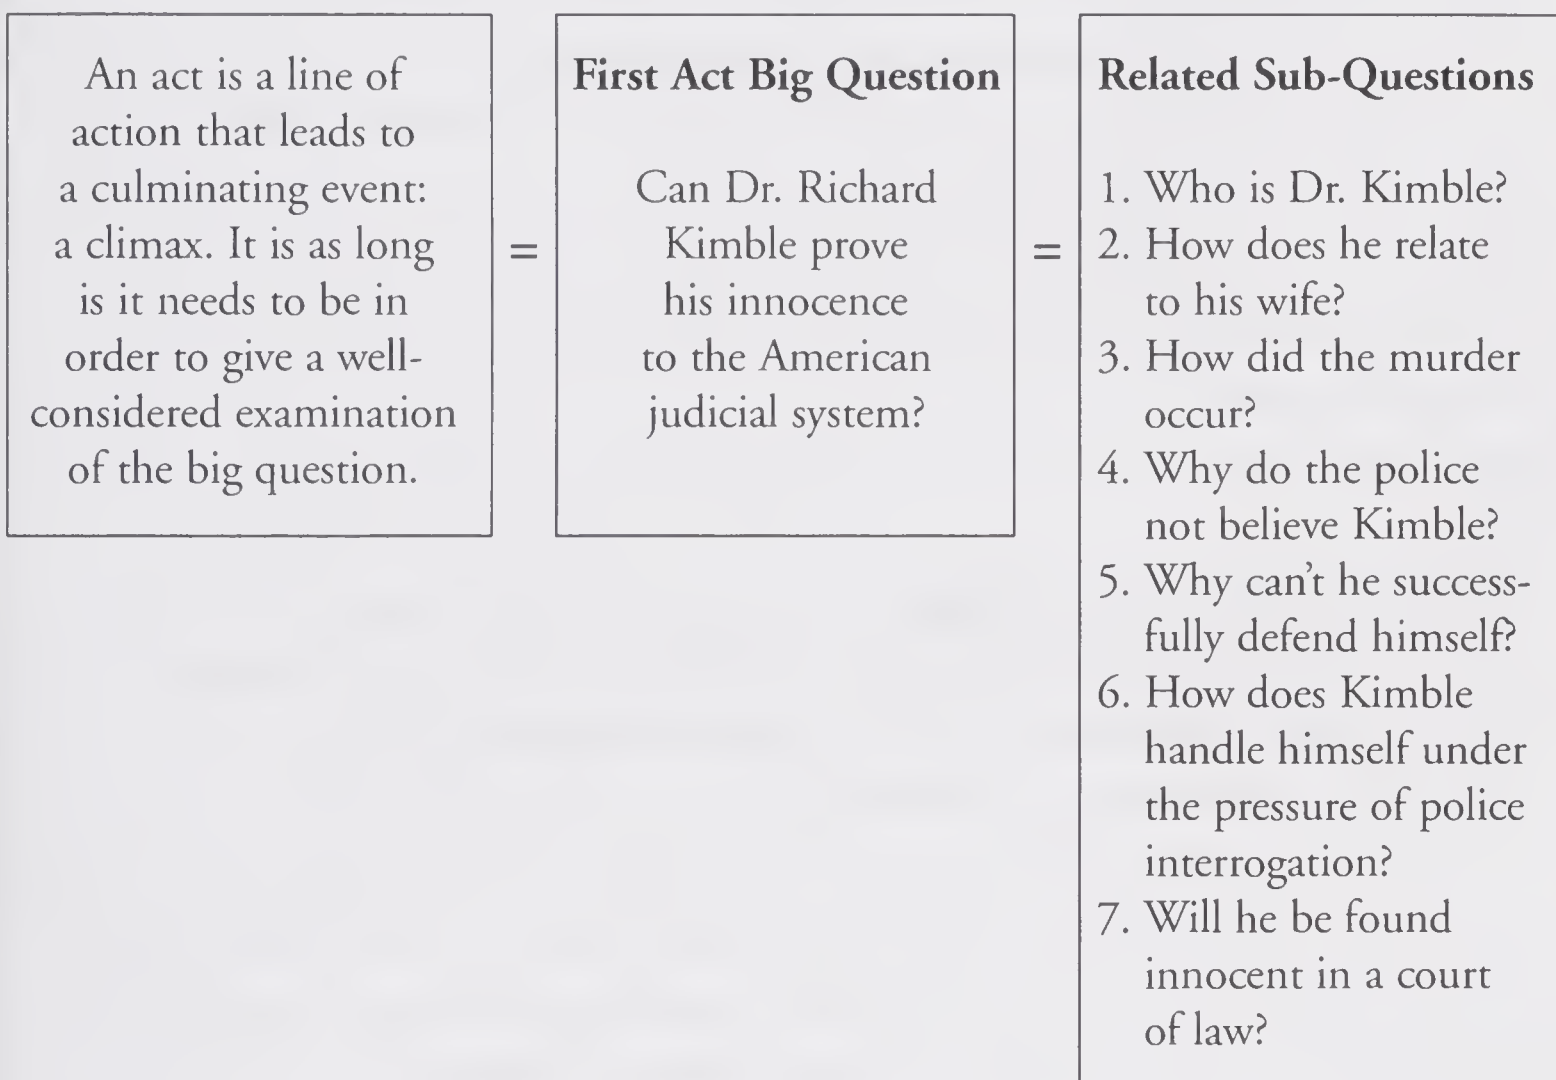 An act is a line of
action that leads to
a culminating event:
a climax. It is as long
is it needs to be in
order to give a well-
considered examination
of the big question.
=
First Act Big Question
Can Dr. Richard
Kimble prove
his innocence
to the American
judicial system?
=
Related Sub-Questions
1. Who is Dr. Kimble?
2. How does he relate
to his wife?
3. How did the murder
occur?
4. Why do the police
not believe Kimble?
5. Why can't he success-
fully defend himself?
6. How does Kimble
handle himself under
the pressure of police
interrogation?
7. Will he be found
innocent in a court
of law?